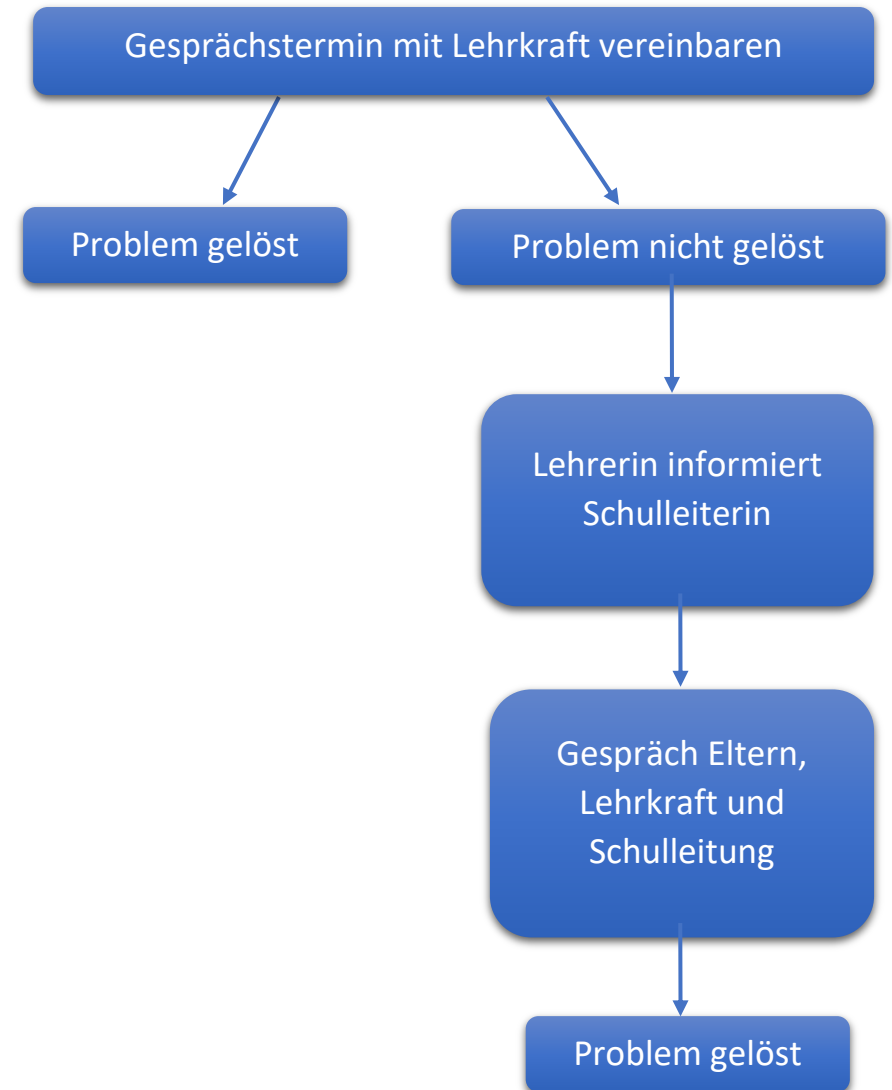 Gesprächstermin mit Lehrkraft vereinbaren
Problem gelöst
Problem nicht gelöst
Lehrerin informiert
Schulleiterin
Gespräch Eltern,
Lehrkraft und
Schulleitung
Problem gelöst